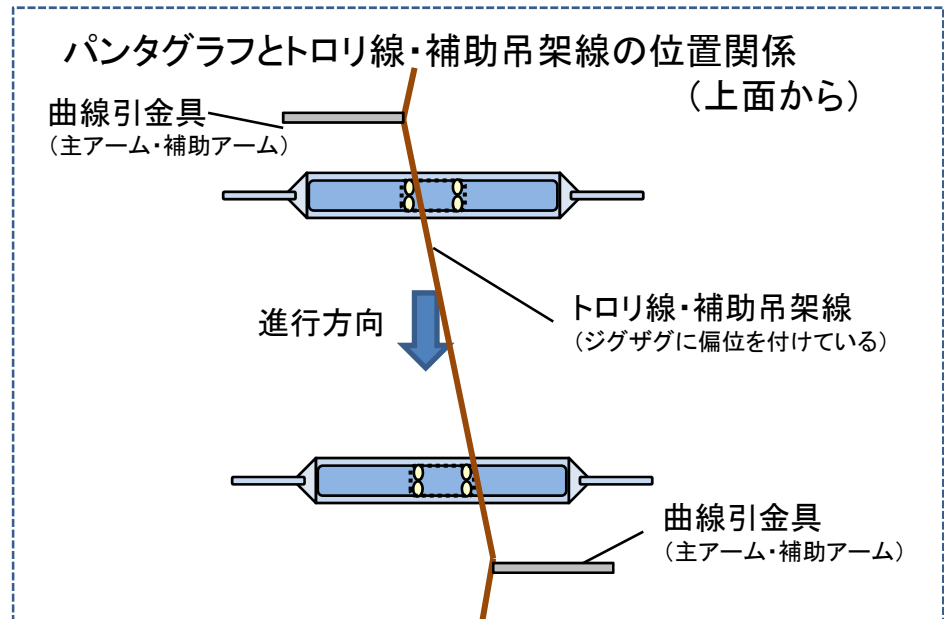 パンタグラフとトロリ線・補助吊架線の位置関係
（上面から）
曲線引金具
（主アーム・補助アーム）
進行方向
トロリ線・補助吊架線
（ジグザグに偏位を付けている）
曲線引金具
（主アーム・補助アーム）